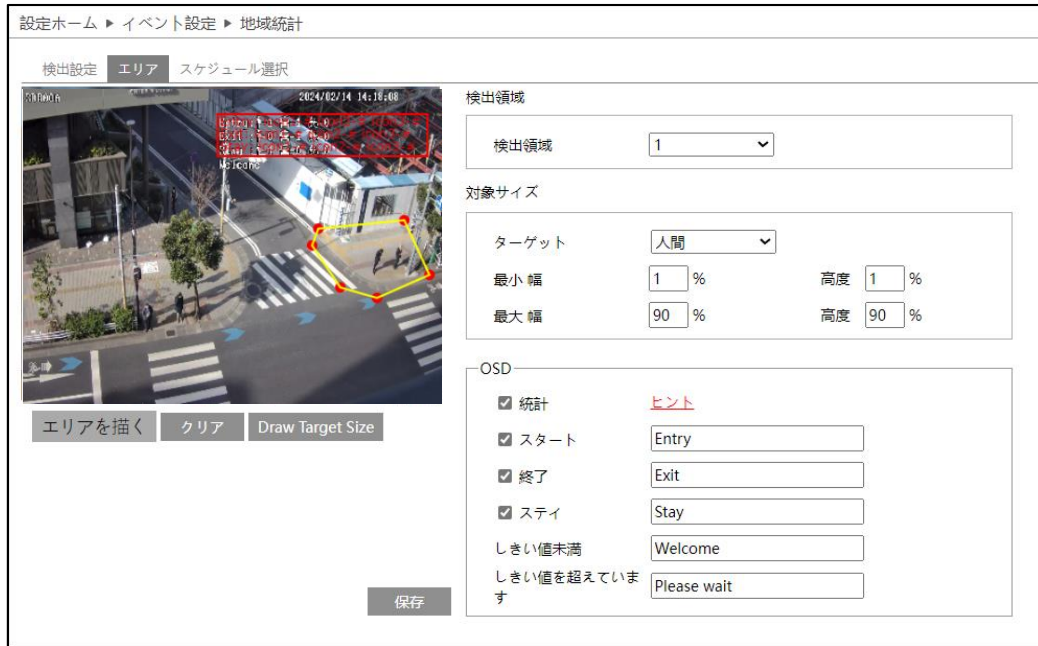 設定ホーム ▶ イベント設定 ▶ 地域統計
検出設定 エリア スケジュール選択
2024/02/14 14:18:08
Welcome
エリアを描く クリア Draw Target Size
保存
検出領域
検出領域 1
対象サイズ
ターゲット 人間
最小 幅 1 % 高度 1 %
最大 幅 90 % 高度 90 %
OSD
統計 ヒント
スタート Entry
終了 Exit
ステイ Stay
しきい値未満 Welcome
しきい値を超えていま
す Please wait